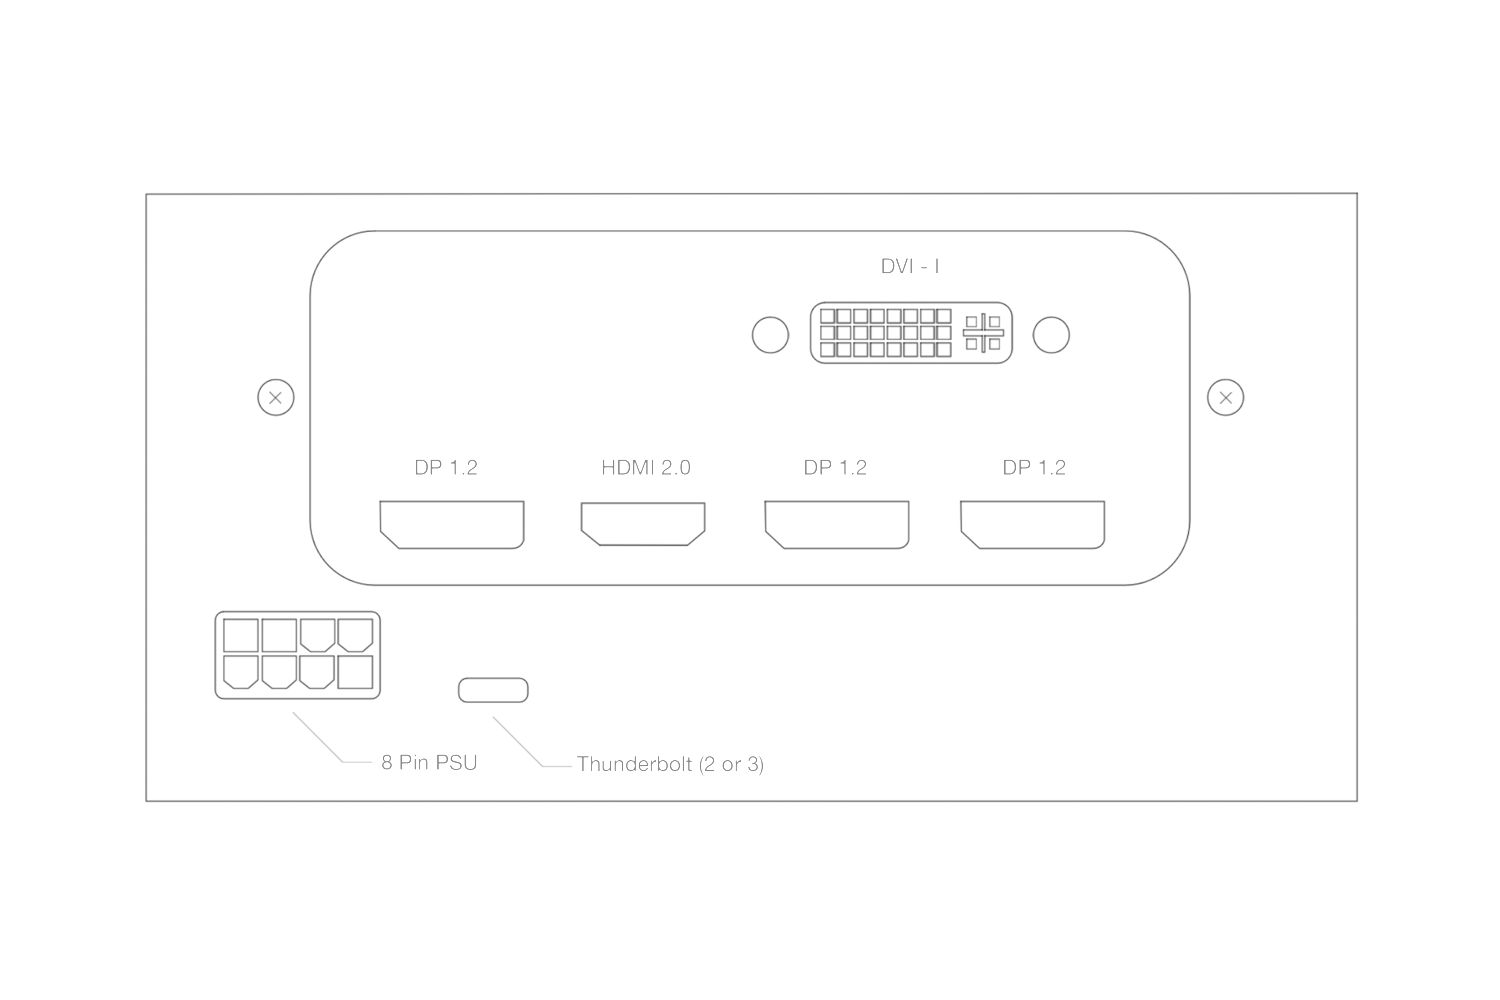 DVI - I
DP 1.2
HDMI 2.0
DP 1.2
DP 1.2
8 Pin PSU
Thunderbolt (2 or 3)